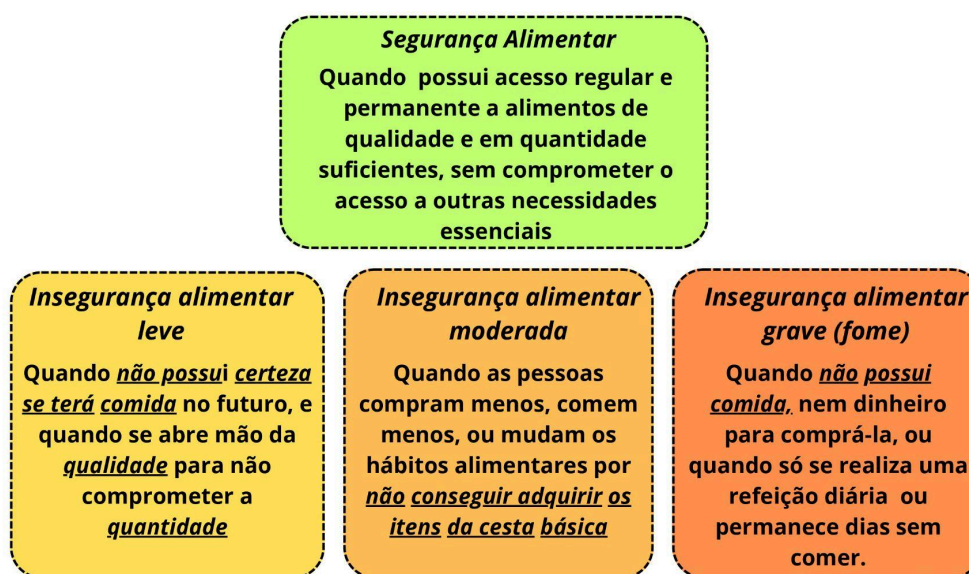 Segurança Alimentar
Quando possui acesso regular e
permanente a alimentos de
qualidade e em quantidade
suficientes, sem comprometer o
acesso a outras necessidades
essenciais
Insegurança alimentar
leve
Quando não possui certeza
se terá comida no futuro, e
quando se abre mão da
qualidade para não
comprometer a
quantidade
Insegurança alimentar
moderada
Quando as pessoas
compram menos, comem
menos, ou mudam os
hábitos alimentares por
não conseguir adquirir os
itens da cesta básica
Insegurança alimentar
grave (fome)
Quando não possui
comida, nem dinheiro
para comprá-la, ou
quando só se realiza uma
refeição diária ou
permanece dias sem
comer.